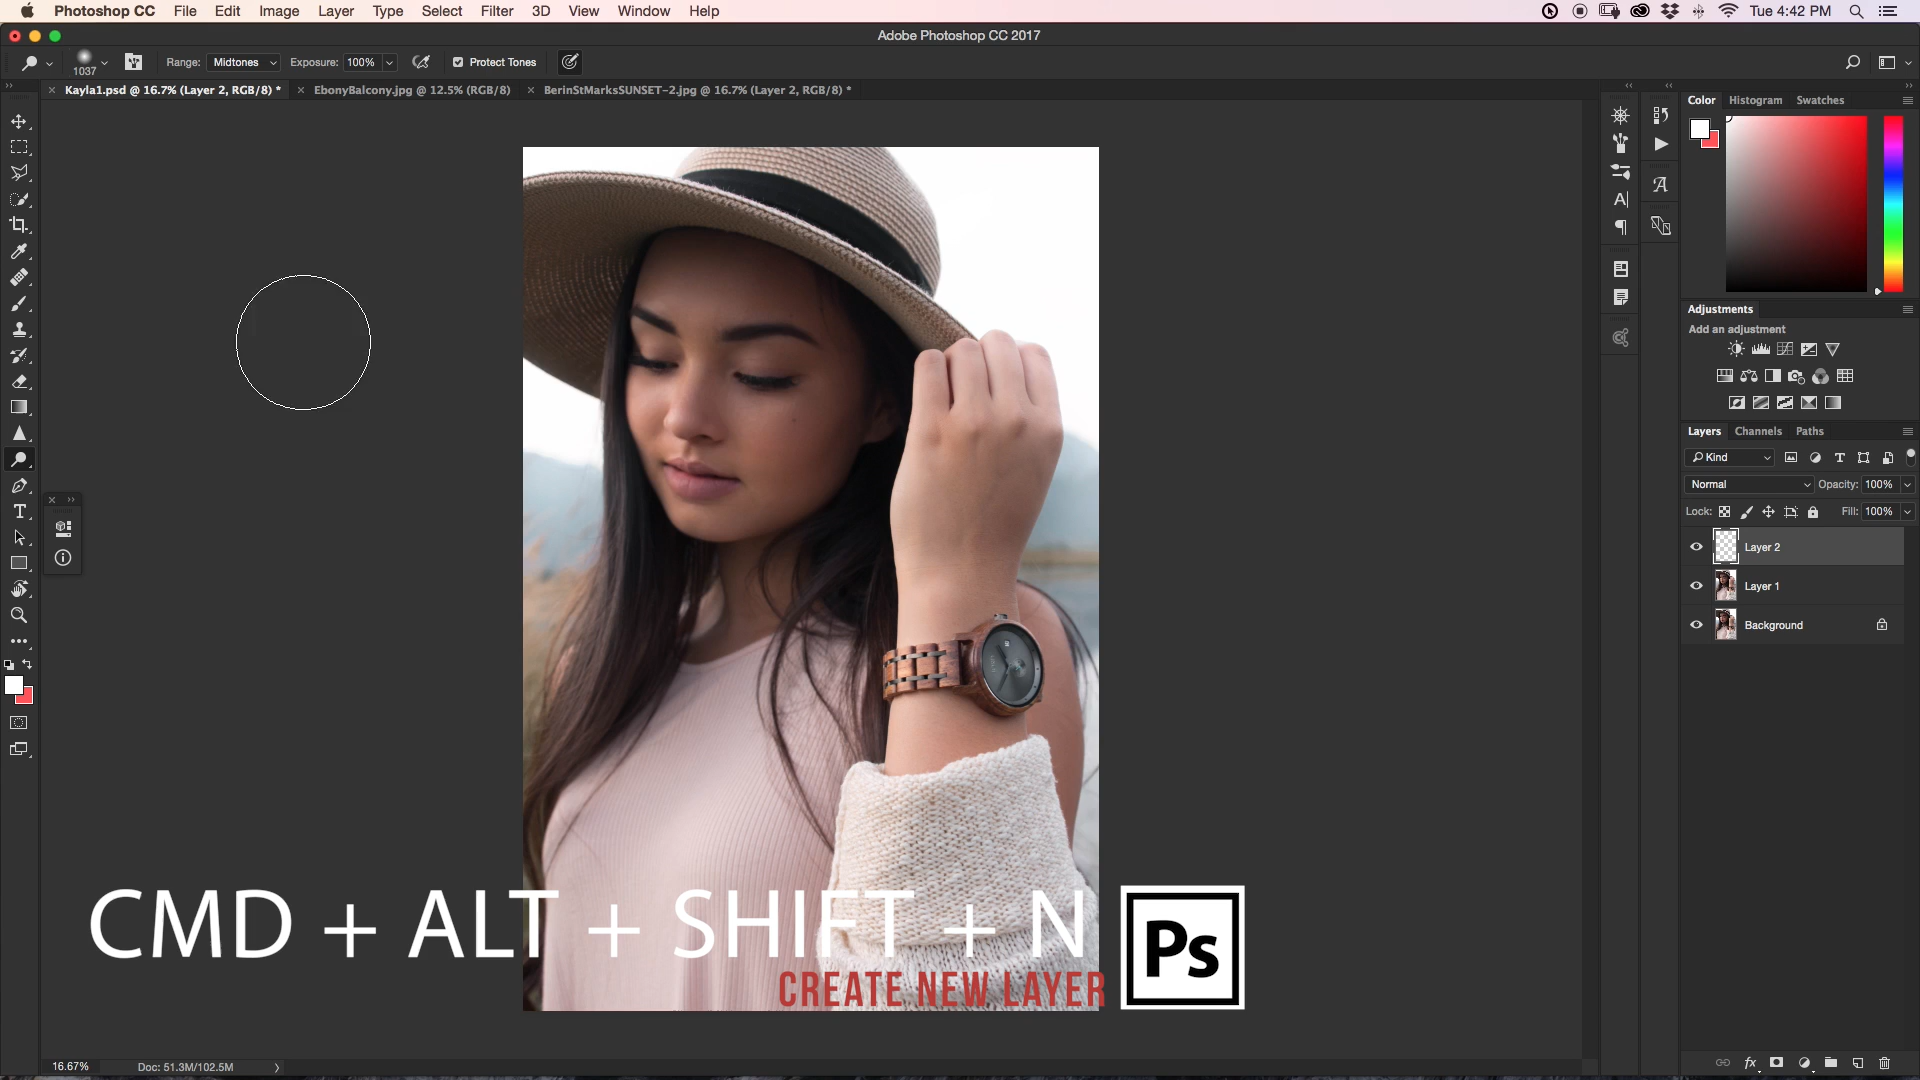 Photoshop CC File Edit Image Layer Type Select Filter 3D View Window Help Tue 4:42 PM
Adobe Photoshop CC 2017
1037 Range: Midtones Exposure: 100% Protect Tones
Kayla1.psd @ 16.7% (Layer 2, RGB/8) * EbonyBalcony.jpg @ 12.5% (RGB/8) BerinStMarksSUNSET-2.jpg @ 16.7% (Layer 2, RGB/8) *
Color Histogram Swatches
Adjustments
Add an adjustment
Layers Channels Paths
Kind
Normal Opacity: 100%
Lock: Fill: 100%
Layer 2
Layer 1
Background
CMD + ALT + SHIFT + N
Ps
CREATE NEW LAYER
16.67% Doc: 51.3M/102.5M